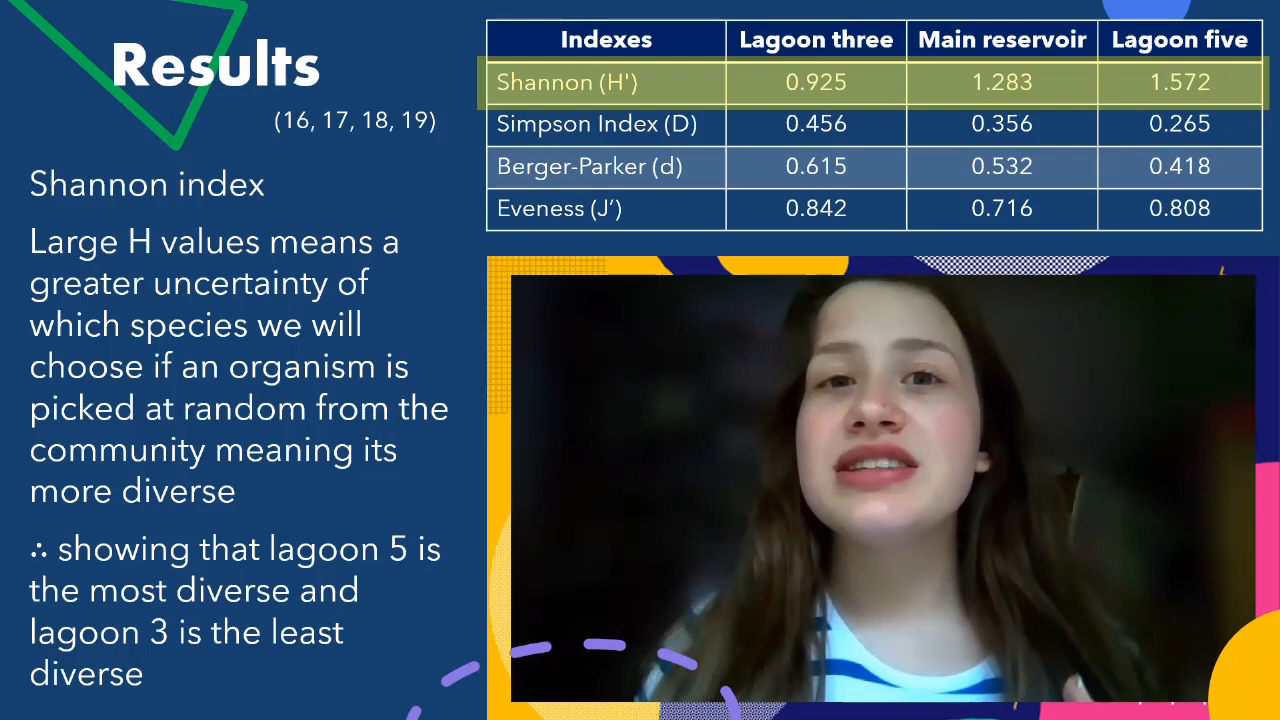 Results
(16, 17, 18, 19)
Shannon index
Large H values means a
greater uncertainty of
which species we will
choose if an organism is
picked at random from the
community meaning its
more diverse
∴ showing that lagoon 5 is
the most diverse and
lagoon 3 is the least
diverse
Indexes Lagoon three Main reservoir Lagoon five
Shannon (H') 0.925 1.283 1.572
Simpson Index (D) 0.456 0.356 0.265
Berger-Parker (d) 0.615 0.532 0.418
Eveness (J’) 0.842 0.716 0.808